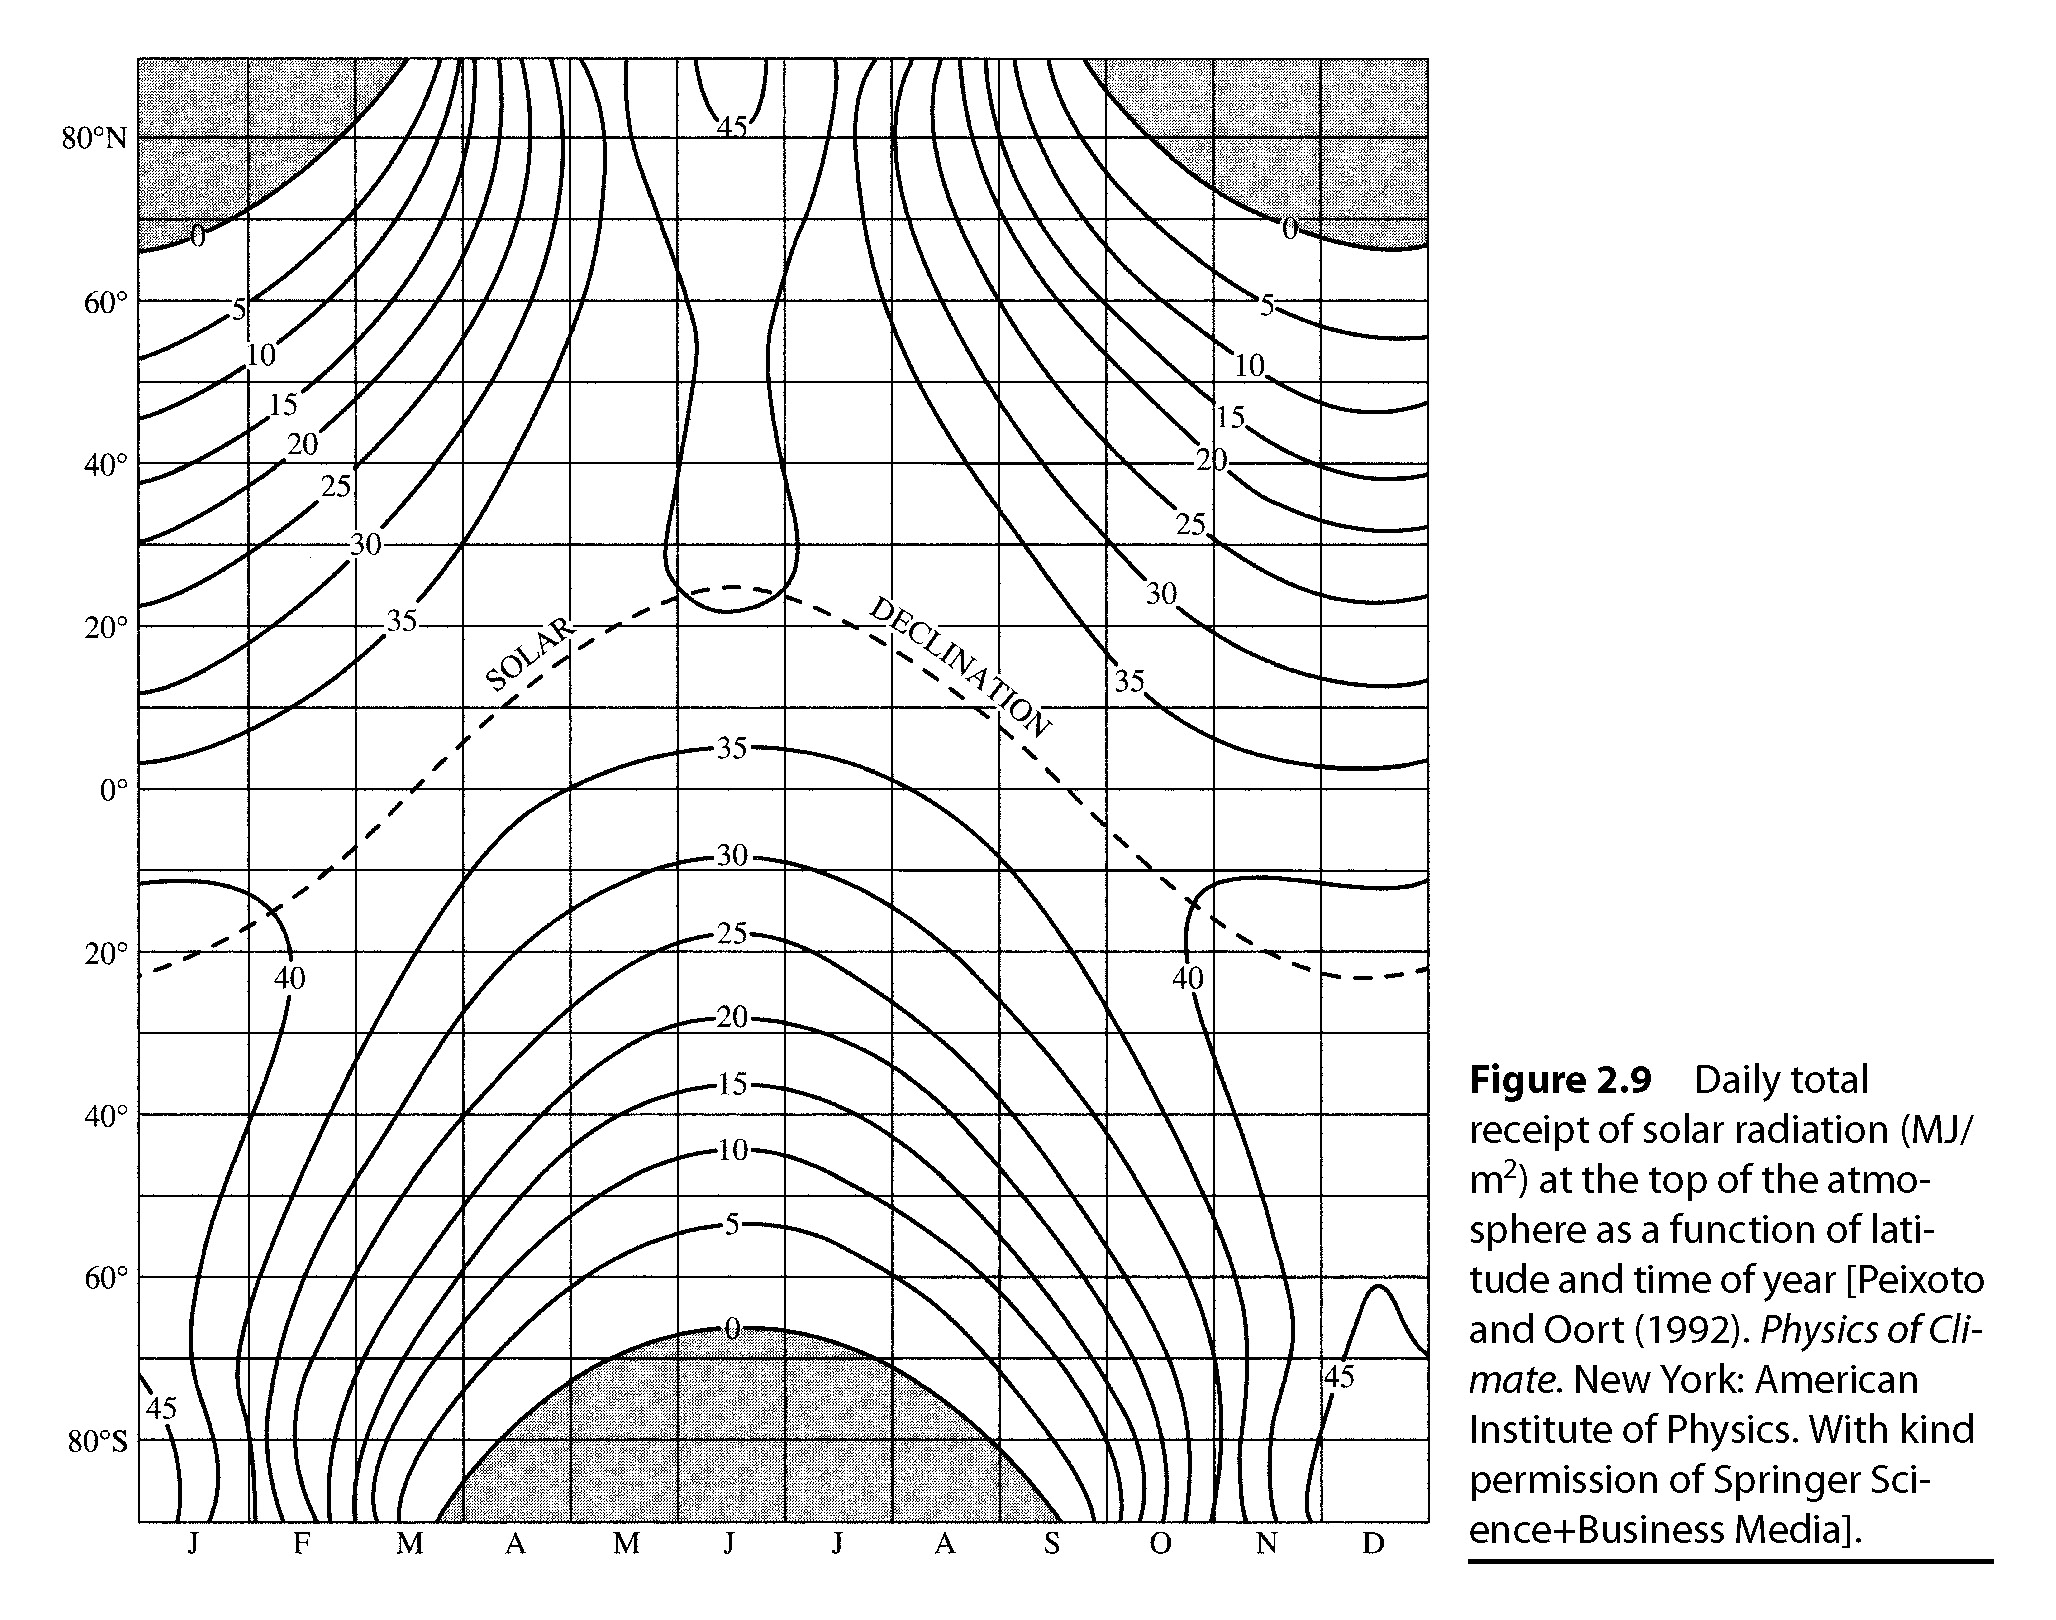 45
80°N
0
0
60°
5
5
10
10
15
15
20
40°
20
25
25
30
30
20°
SOLAR
DECLINATION
35
35
35
0°
30
25
20°
40
40
20
15
40°
10
5
60°
0
45
45
80°S
J F M A M J J A S O N D
Figure 2.9 Daily total
receipt of solar radiation (MJ/
m²) at the top of the atmo-
sphere as a function of lati-
tude and time of year [Peixoto
and Oort (1992). Physics of Cli-
mate. New York: American
Institute of Physics. With kind
permission of Springer Sci-
ence+Business Media].